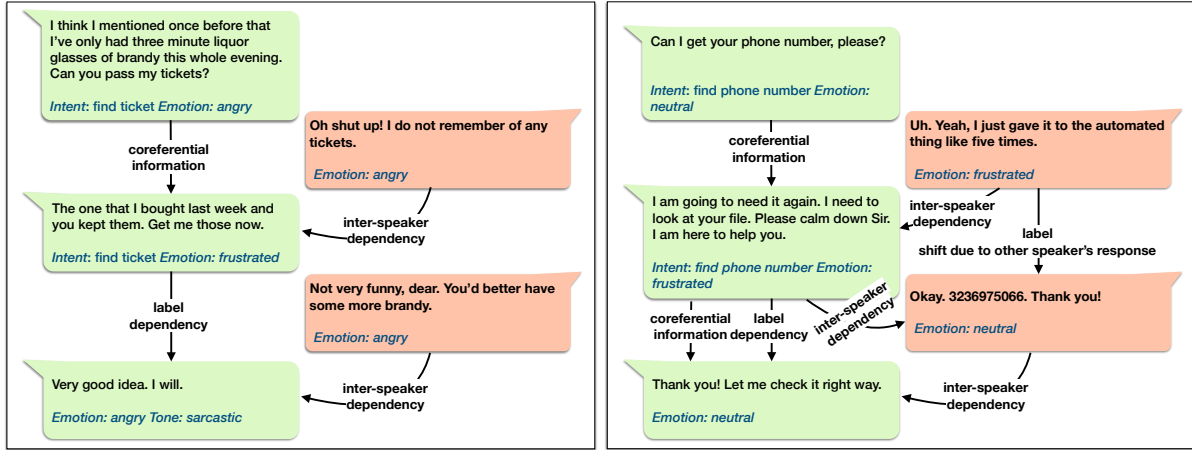 I think I mentioned once before that
I've only had three minute liquor
glasses of brandy this whole evening.
Can you pass my tickets?
Intent: find ticket Emotion: angry
Oh shut up! I do not remember of any
tickets.
Emotion: angry
coreferential
information
inter-speaker
dependency
The one that I bought last week and
you kept them. Get me those now.
Intent: find ticket Emotion: frustrated
Not very funny, dear. You'd better have
some more brandy.
Emotion: angry
label
dependency
inter-speaker
dependency
Very good idea. I will.
Emotion: angry Tone: sarcastic
Can I get your phone number, please?
Intent: find phone number Emotion:
neutral
Uh. Yeah, I just gave it to the automated
thing like five times.
Emotion: frustrated
coreferential
information
inter-speaker
dependency
I am going to need it again. I need to
look at your file. Please calm down Sir.
I am here to help you.
Intent: find phone number Emotion:
frustrated
label
shift due to other speaker's response
Okay. 3236975066. Thank you!
Emotion: neutral
coreferential
information
label
dependency
inter-speaker
dependency
inter-speaker
dependency
Thank you! Let me check it right way.
Emotion: neutral